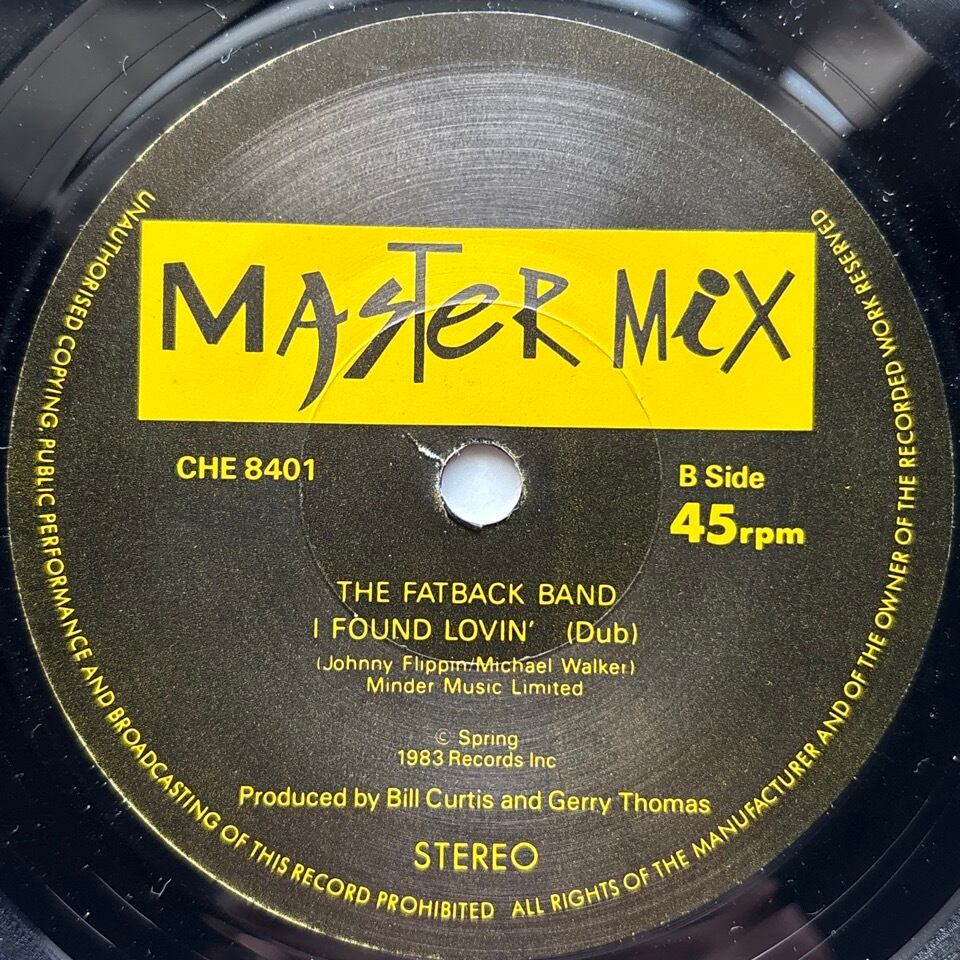 MASTER MiX
CHE 8401
B Side
45rpm
THE FATBACK BAND
I FOUND LOVIN' (Dub)
(Johnny Flippin/Michael Walker)
Minder Music Limited
© Spring
1983 Records Inc
Produced by Bill Curtis and Gerry Thomas
STEREO
UNAUTHORISED COPYING, PUBLIC PERFORMANCE AND BROADCASTING OF THIS RECORD PROHIBITED ALL RIGHTS OF THE MANUFACTURER AND OF THE OWNER OF THE RECORDED WORK RESERVED